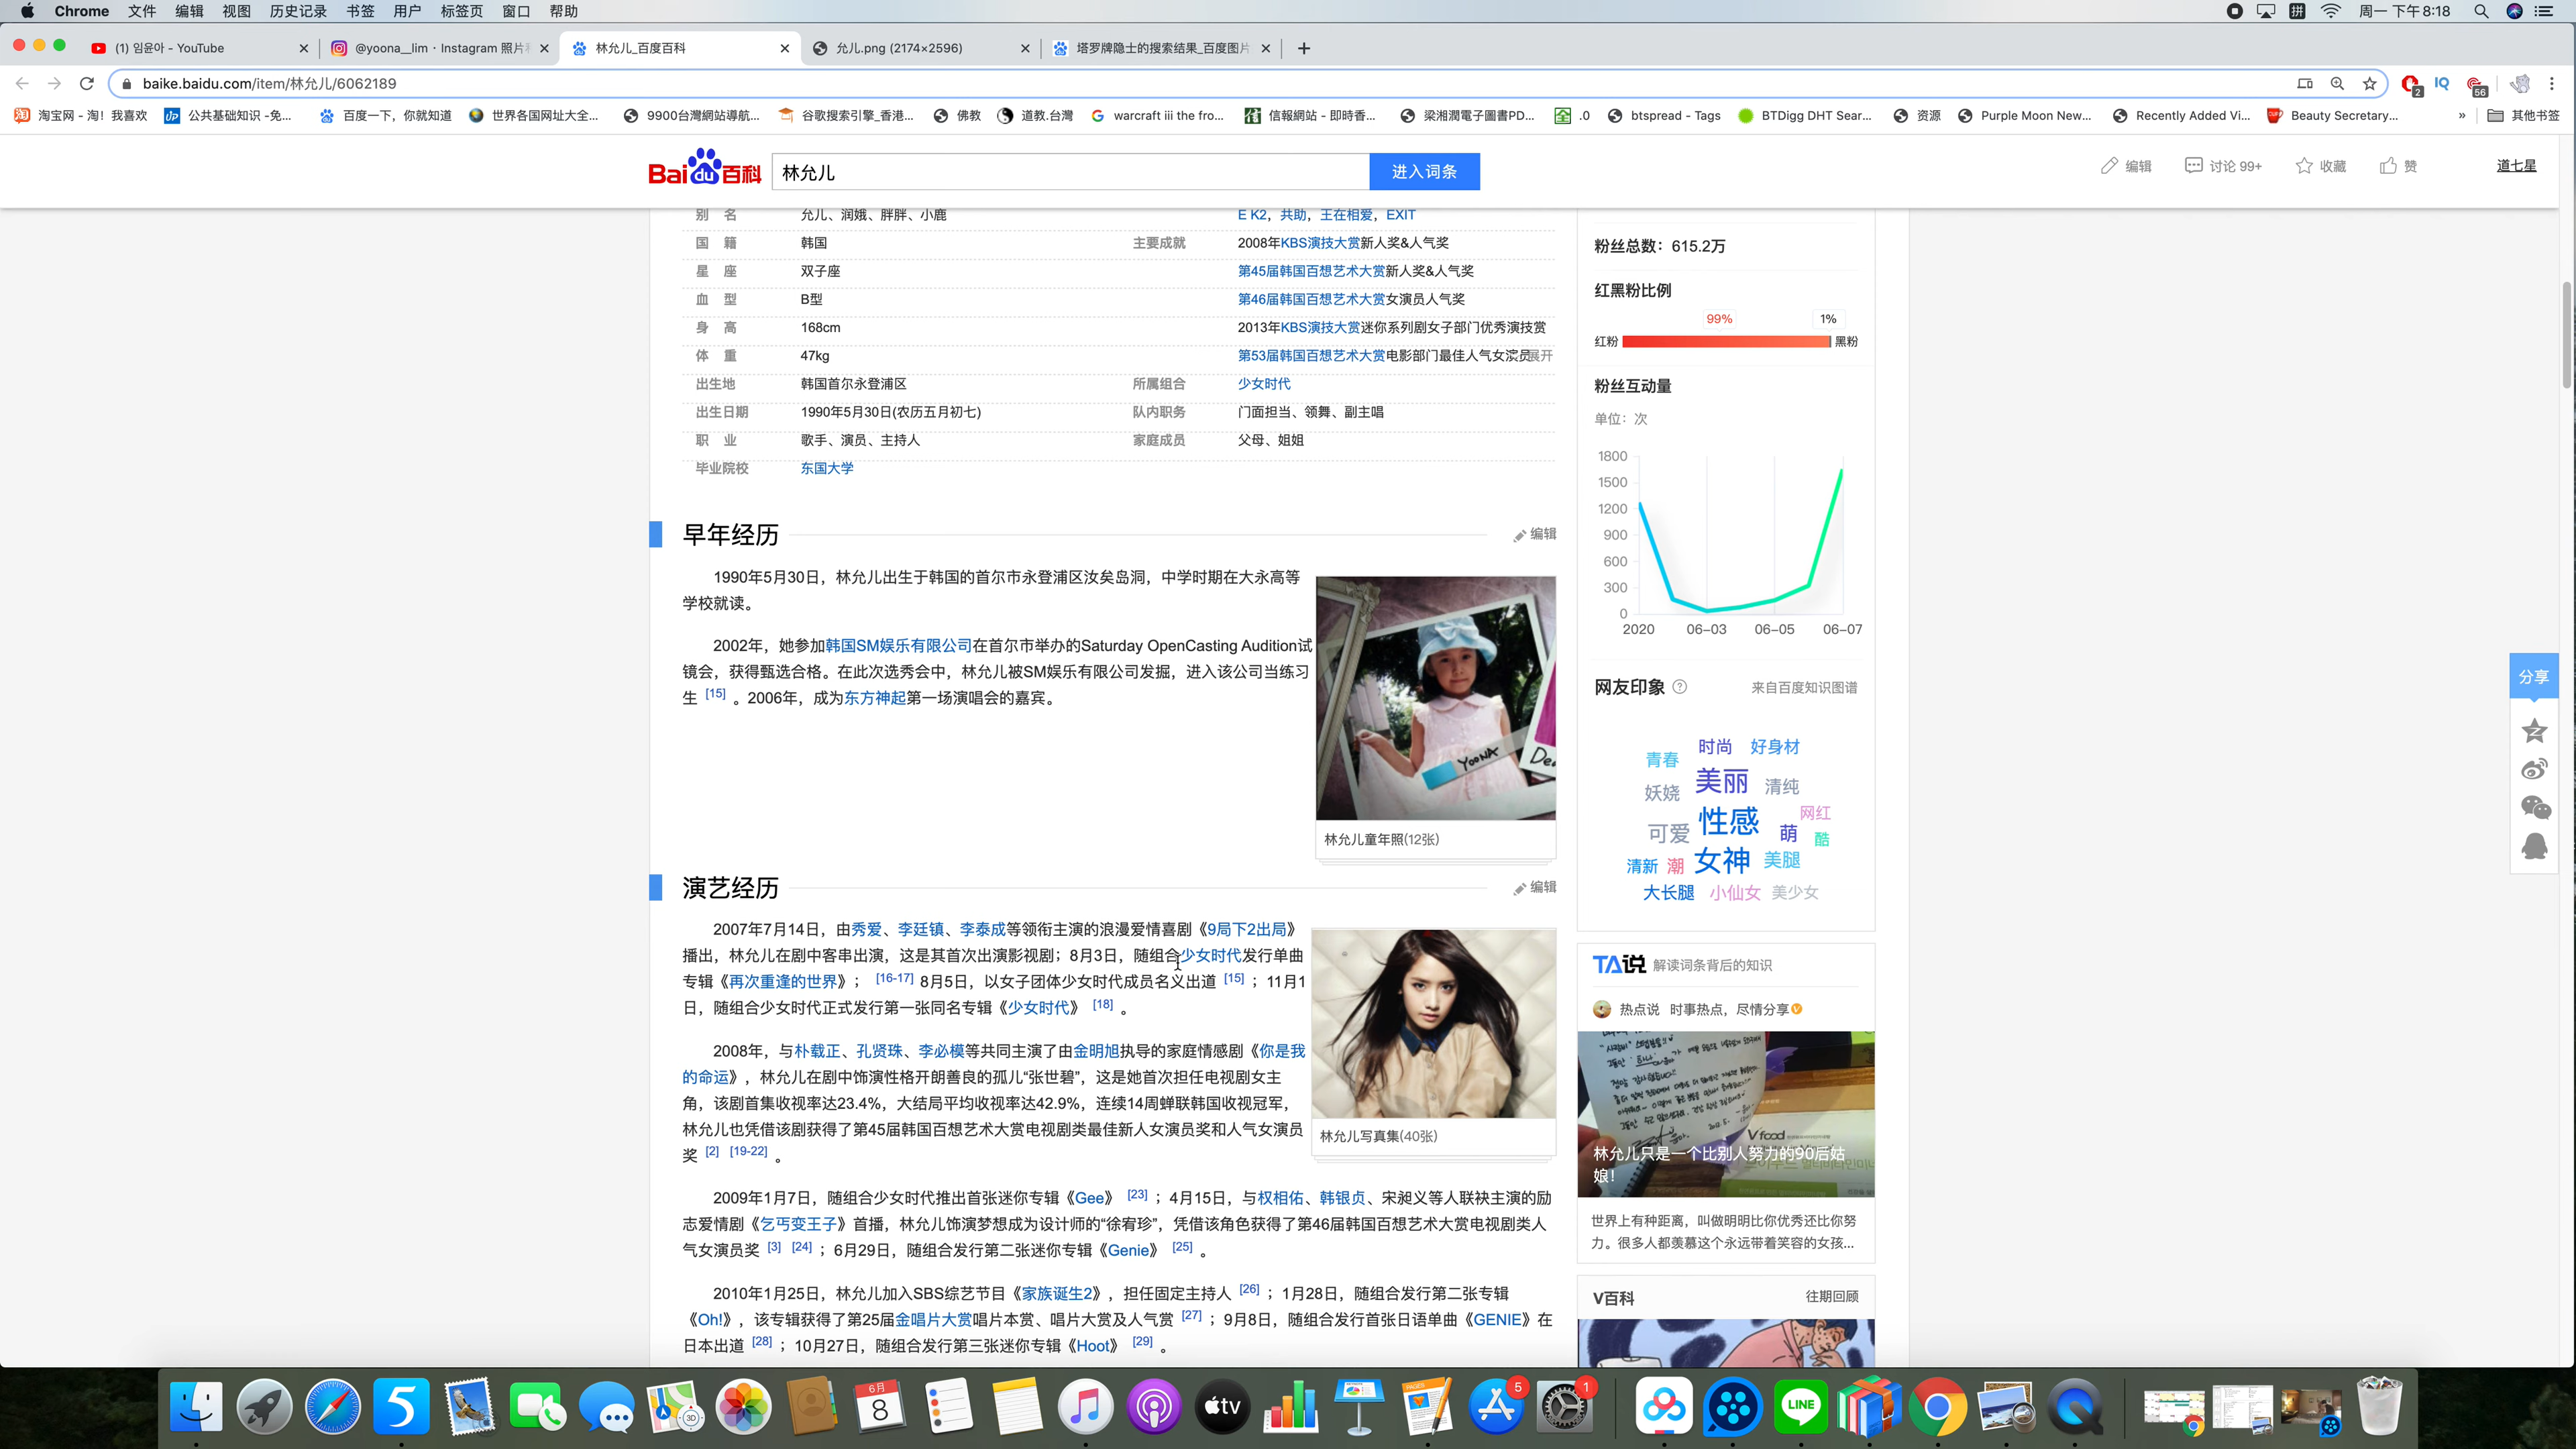 Chrome 文件 编辑 视图 历史记录 书签 用户 标签页 窗口 帮助 周一 下午 8:18
(1) 임윤아 - YouTube @yoona__lim · Instagram 照片 林允儿_百度百科 允儿.png (2174×2596) 塔罗牌隐士的搜索结果_百度图片
baike.baidu.com/item/林允儿/6062189 2 56
淘宝网 - 淘！我喜欢 公共基础知识 -免... 百度一下，你就知道 世界各国网址大全... 9900台灣網站導航... 谷歌搜索引擎_香港... 佛教 道教.台灣 warcraft iii the fro... 信報網站 - 即時香... 梁湘潤電子圖書PD... .0 btspread - Tags BTDigg DHT Sear... 资源 Purple Moon New... Recently Added Vi... Beauty Secretary... » 其他书签
Bai du 百科 林允儿 进入词条 编辑 讨论 99+ 收藏 赞 道七星
别 名 允儿、润娥、胖胖、小鹿 E K2，共助，王在相爱，EXIT
国 籍 韩国 主要成就 2008年KBS演技大赏新人奖&人气奖
星 座 双子座 第45届韩国百想艺术大赏新人奖&人气奖
血 型 B型 第46届韩国百想艺术大赏女演员人气奖
身 高 168cm 2013年KBS演技大赏迷你系列剧女子部门优秀演技赏
体 重 47kg 第53届韩国百想艺术大赏电影部门最佳人气女演员展开
出生地 韩国首尔永登浦区 所属组合 少女时代
出生日期 1990年5月30日(农历五月初七) 队内职务 门面担当、领舞、副主唱
职 业 歌手、演员、主持人 家庭成员 父母、姐姐
毕业院校 东国大学
早年经历 编辑
1990年5月30日，林允儿出生于韩国的首尔市永登浦区汝矣岛洞，中学时期在大永高等
学校就读。
2002年，她参加韩国SM娱乐有限公司在首尔市举办的Saturday OpenCasting Audition试
镜会，获得甄选合格。在此次选秀会中，林允儿被SM娱乐有限公司发掘，进入该公司当练习
生 [15] 。2006年，成为东方神起第一场演唱会的嘉宾。
YOONA
De
林允儿童年照(12张)
演艺经历 编辑
2007年7月14日，由秀爱、李廷镇、李泰成等领衔主演的浪漫爱情喜剧《9局下2出局》
播出，林允儿在剧中客串出演，这是其首次出演影视剧；8月3日，随组合少女时代发行单曲
专辑《再次重逢的世界》； [16-17] 8月5日，以女子团体少女时代成员名义出道 [15] ；11月1
日，随组合少女时代正式发行第一张同名专辑《少女时代》 [18] 。
林允儿写真集(40张)
2008年，与朴载正、孔贤珠、李必模等共同主演了由金明旭执导的家庭情感剧《你是我
的命运》，林允儿在剧中饰演性格开朗善良的孤儿“张世碧”，这是她首次担任电视剧女主
角，该剧首集收视率达23.4%，大结局平均收视率达42.9%，连续14周蝉联韩国收视冠军，
林允儿也凭借该剧获得了第45届韩国百想艺术大赏电视剧类最佳新人女演员奖和人气女演员
奖 [2] [19-22] 。
2009年1月7日，随组合少女时代推出首张迷你专辑《Gee》 [23] ；4月15日，与权相佑、韩银贞、宋昶义等人联袂主演的励
志爱情剧《乞丐变王子》首播，林允儿饰演梦想成为设计师的“徐宥珍”，凭借该角色获得了第46届韩国百想艺术大赏电视剧类人
气女演员奖 [3] [24] ；6月29日，随组合发行第二张迷你专辑《Genie》 [25] 。
2010年1月25日，林允儿加入SBS综艺节目《家族诞生2》，担任固定主持人 [26] ；1月28日，随组合发行第二张专辑
《Oh!》，该专辑获得了第25届金唱片大赏唱片本赏、唱片大赏及人气赏 [27] ；9月8日，随组合发行首张日语单曲《GENIE》在
日本出道 [28] ；10月27日，随组合发行第三张迷你专辑《Hoot》 [29] 。
粉丝总数：615.2万
红黑粉比例
99% 1%
红粉 黑粉
粉丝互动量
单位：次
1800
1500
1200
900
600
300
0
2020 06-03 06-05 06-07
网友印象 来自百度知识图谱
时尚 好身材
青春
美丽 清纯
妖娆
网红
性感
可爱 萌 酷
清新 潮 女神 美腿
大长腿 小仙女 美少女
TA说 解读词条背后的知识
热点说 时事热点，尽情分享
V food
林允儿只是一个比别人努力的90后姑
娘！
世界上有种距离，叫做明明比你优秀还比你努
力。很多人都羡慕这个永远带着笑容的女孩...
V百科 往期回顾
分享
6月
8
3D
5
tv
PAGES
5
1
LINE